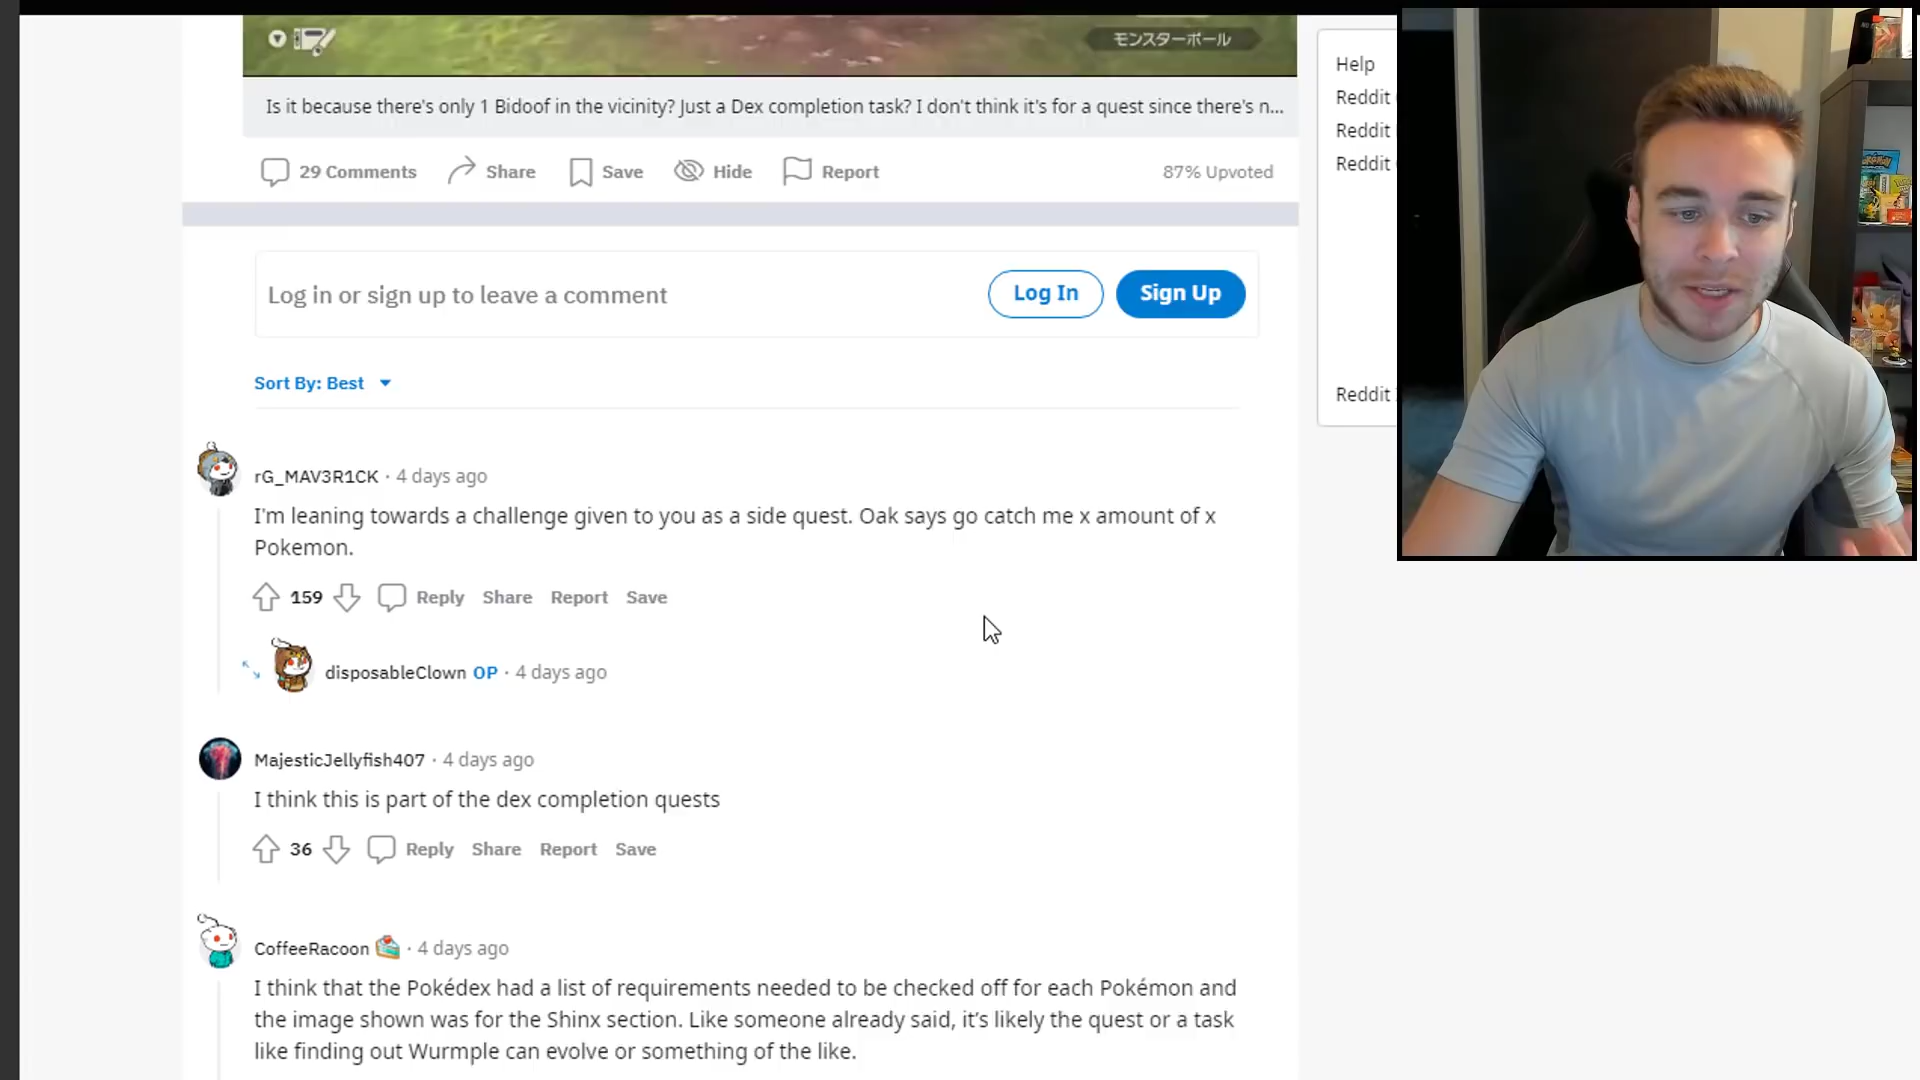 モンスターボール
Is it because there's only 1 Bidoof in the vicinity? Just a Dex completion task? I don't think it's for a quest since there's n...
29 Comments Share Save Hide Report 87% Upvoted
Log in or sign up to leave a comment Log In Sign Up
Sort By: Best
rG_MAV3R1CK · 4 days ago
I'm leaning towards a challenge given to you as a side quest. Oak says go catch me x amount of x
Pokemon.
159 Reply Share Report Save
disposableClown OP · 4 days ago
MajesticJellyfish407 · 4 days ago
I think this is part of the dex completion quests
36 Reply Share Report Save
CoffeeRacoon · 4 days ago
I think that the Pokédex had a list of requirements needed to be checked off for each Pokémon and
the image shown was for the Shinx section. Like someone already said, it's likely the quest or a task
like finding out Wurmple can evolve or something of the like.
Help
Reddit
Reddit
Reddit
Reddit